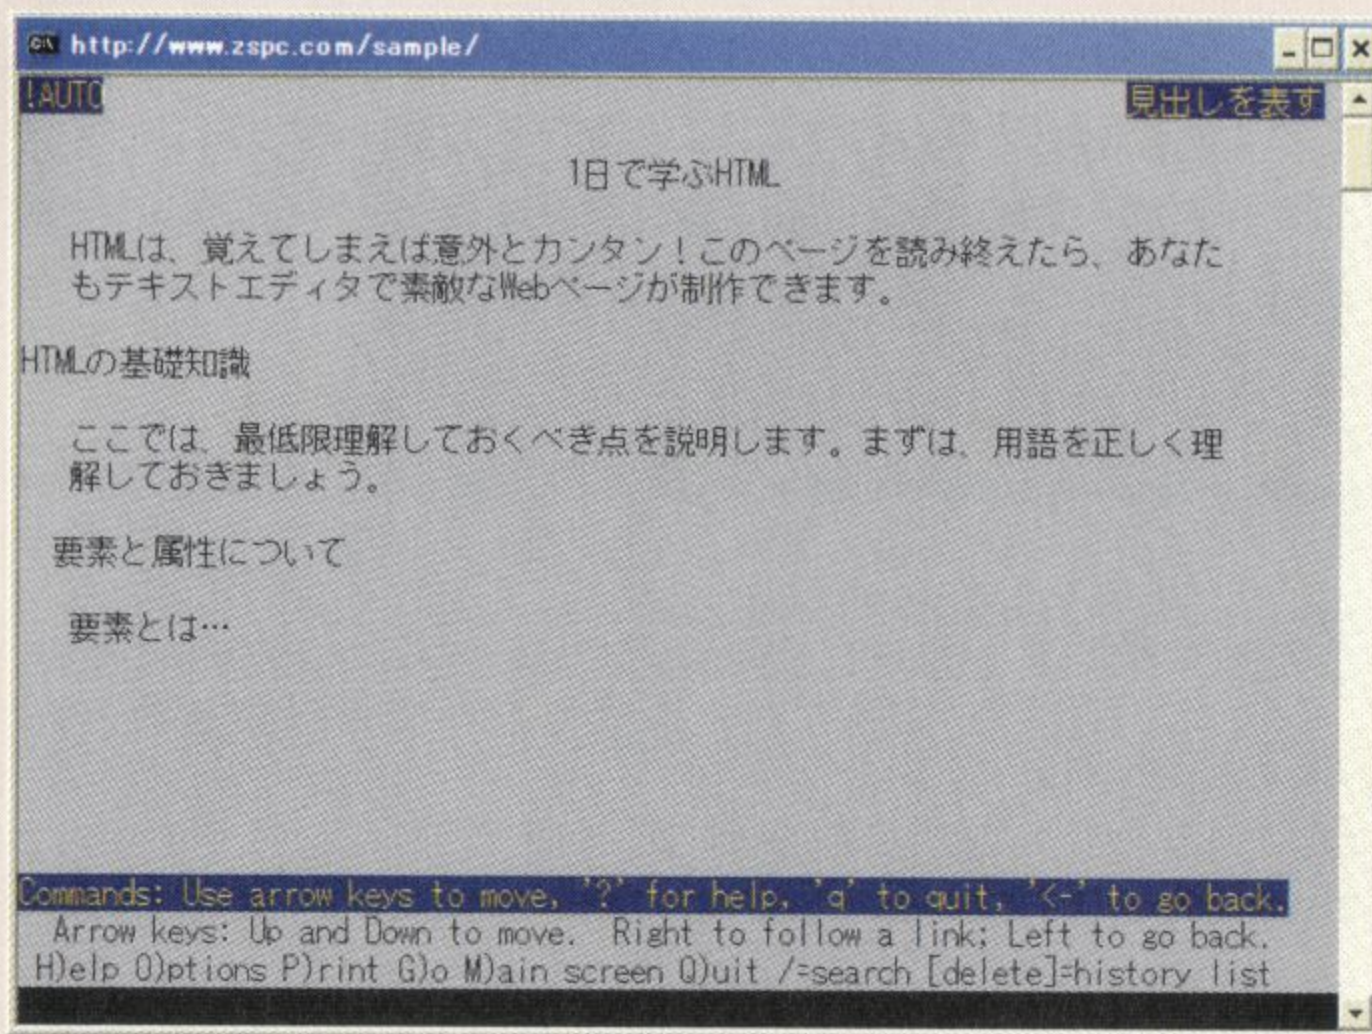 http://www.zspc.com/sample/
!AUTO 見出しを表す
1日で学ぶHTML
HTMLは、覚えてしまえば意外とカンタン！このページを読み終えたら、あなた
もテキストエディタで素敵なWebページが制作できます。
HTMLの基礎知識
ここでは、最低限理解しておくべき点を説明します。まずは、用語を正しく理
解しておきましょう。
要素と属性について
要素とは…
Commands: Use arrow keys to move, '?' for help, 'q' to quit, '<-' to go back.
Arrow keys: Up and Down to move. Right to follow a link; Left to go back.
H)elp O)ptions P)rint G)o M)ain screen Q)uit /=search [delete]=history list